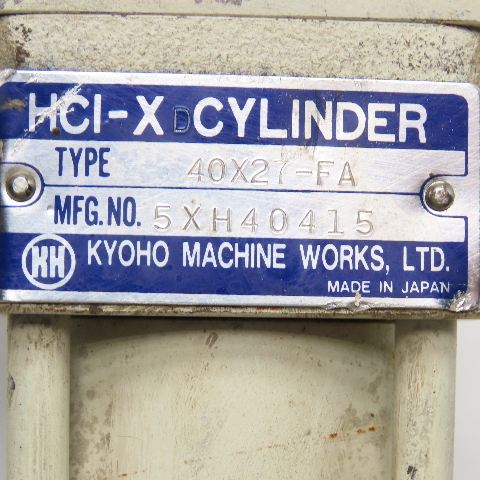 HCI-X D CYLINDER
TYPE 40X27-FA
MFG.NO. 5XH40415
KH KYOHO MACHINE WORKS, LTD.
MADE IN JAPAN